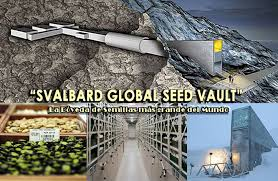 “SVALBARD GLOBAL SEED VAULT”
La Bóveda de Semillas más grande del Mundo